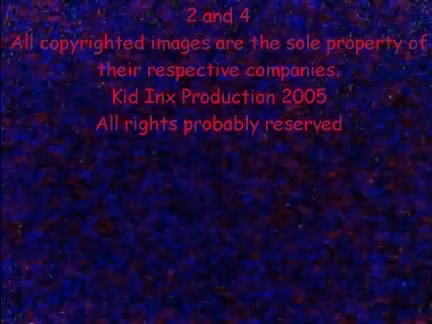 2 and 4
All copyrighted images are the sole property of
their respective companies.
Kid Inx Production 2005
All rights probably reserved